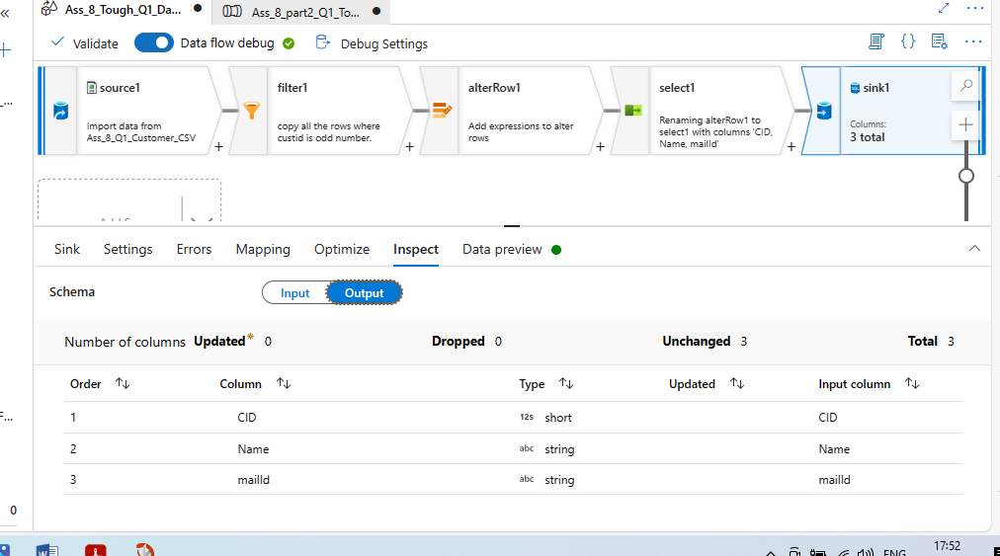 Ass_8_Tough_Q1_Da...
Ass_8_part2_Q1_To...
Validate
Data flow debug
Debug Settings
source1
Import data from
Ass_8_Q1_Customer_CSV
filter1
copy all the rows where
custid is odd number.
alterRow1
Add expressions to alter
rows
select1
Renaming alterRow1 to
select1 with columns 'CID,
Name, mailId'
sink1
Columns:
3 total
Sink Settings Errors Mapping Optimize Inspect Data preview
Schema
Input Output
Number of columns Updated* 0 Dropped 0 Unchanged 3 Total 3
Order Column Type Updated Input column
1 CID 12s short CID
2 Name abc string Name
3 mailId abc string mailId
F...
0
17:52
ENG